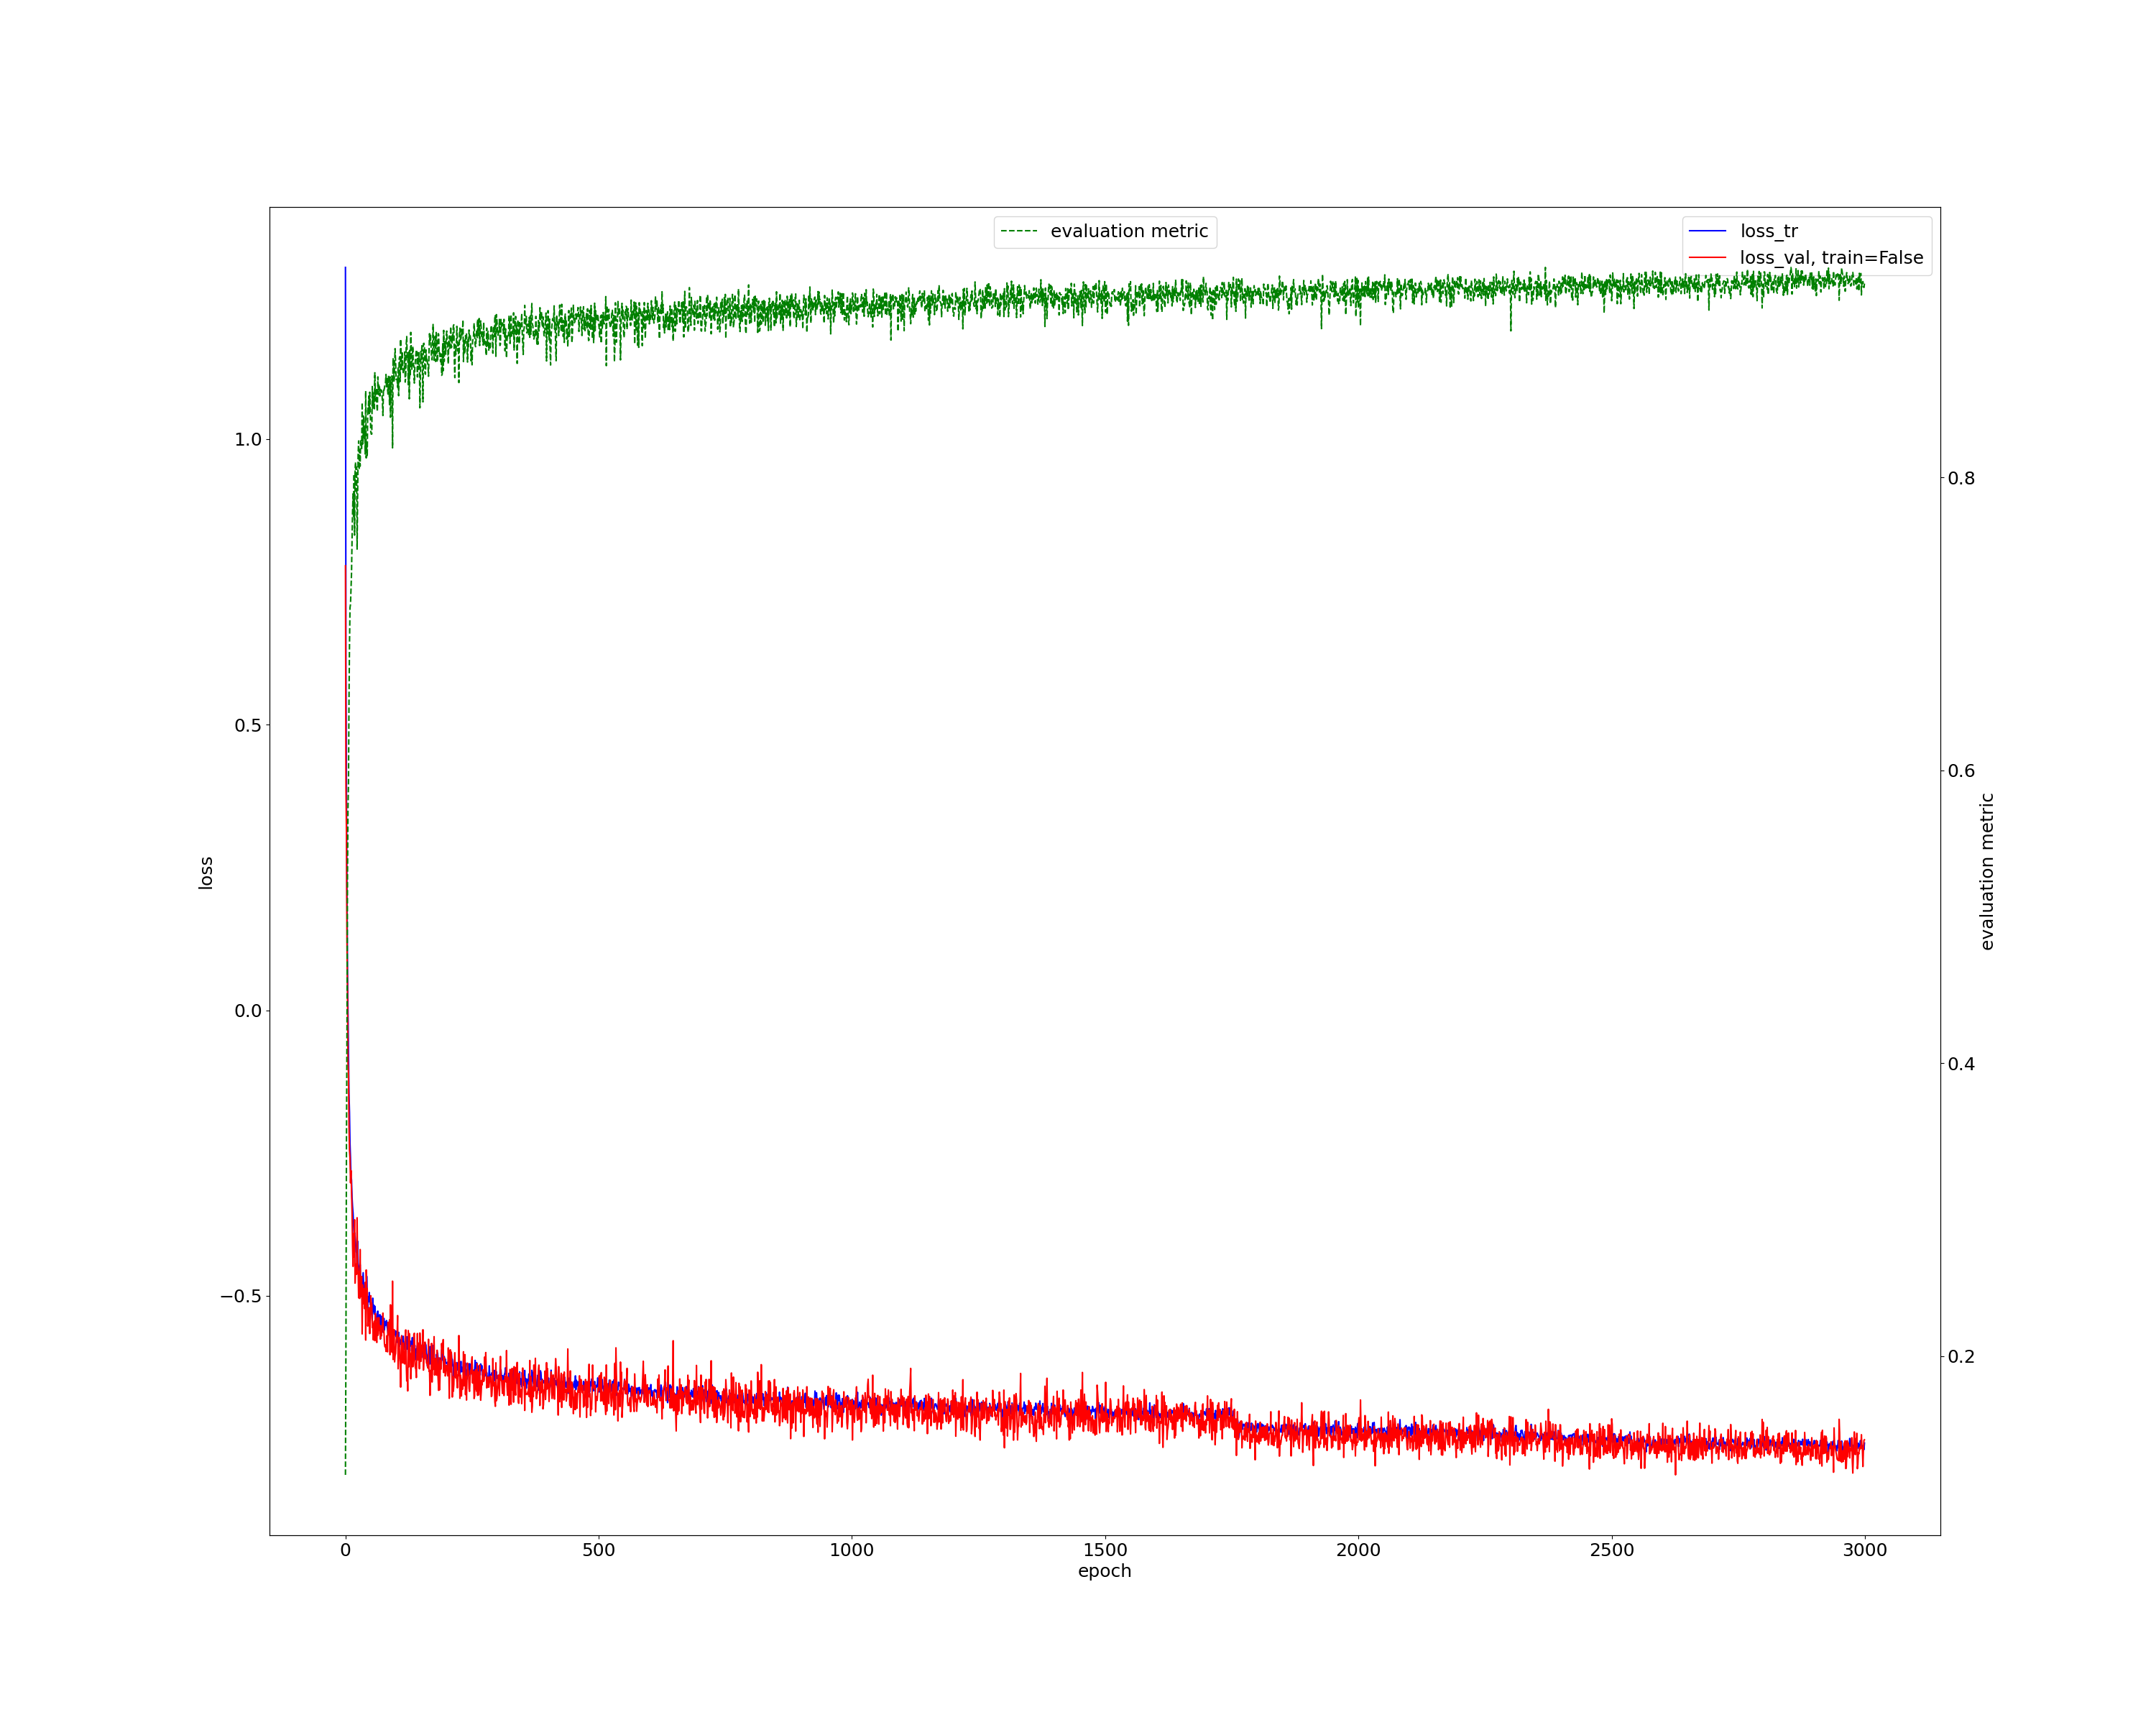 evaluation metric
loss_tr
loss_val, train=False
1.0
0.5
0.0
−0.5
loss
0.8
0.6
0.4
0.2
evaluation metric
0 500 1000 1500 2000 2500 3000
epoch